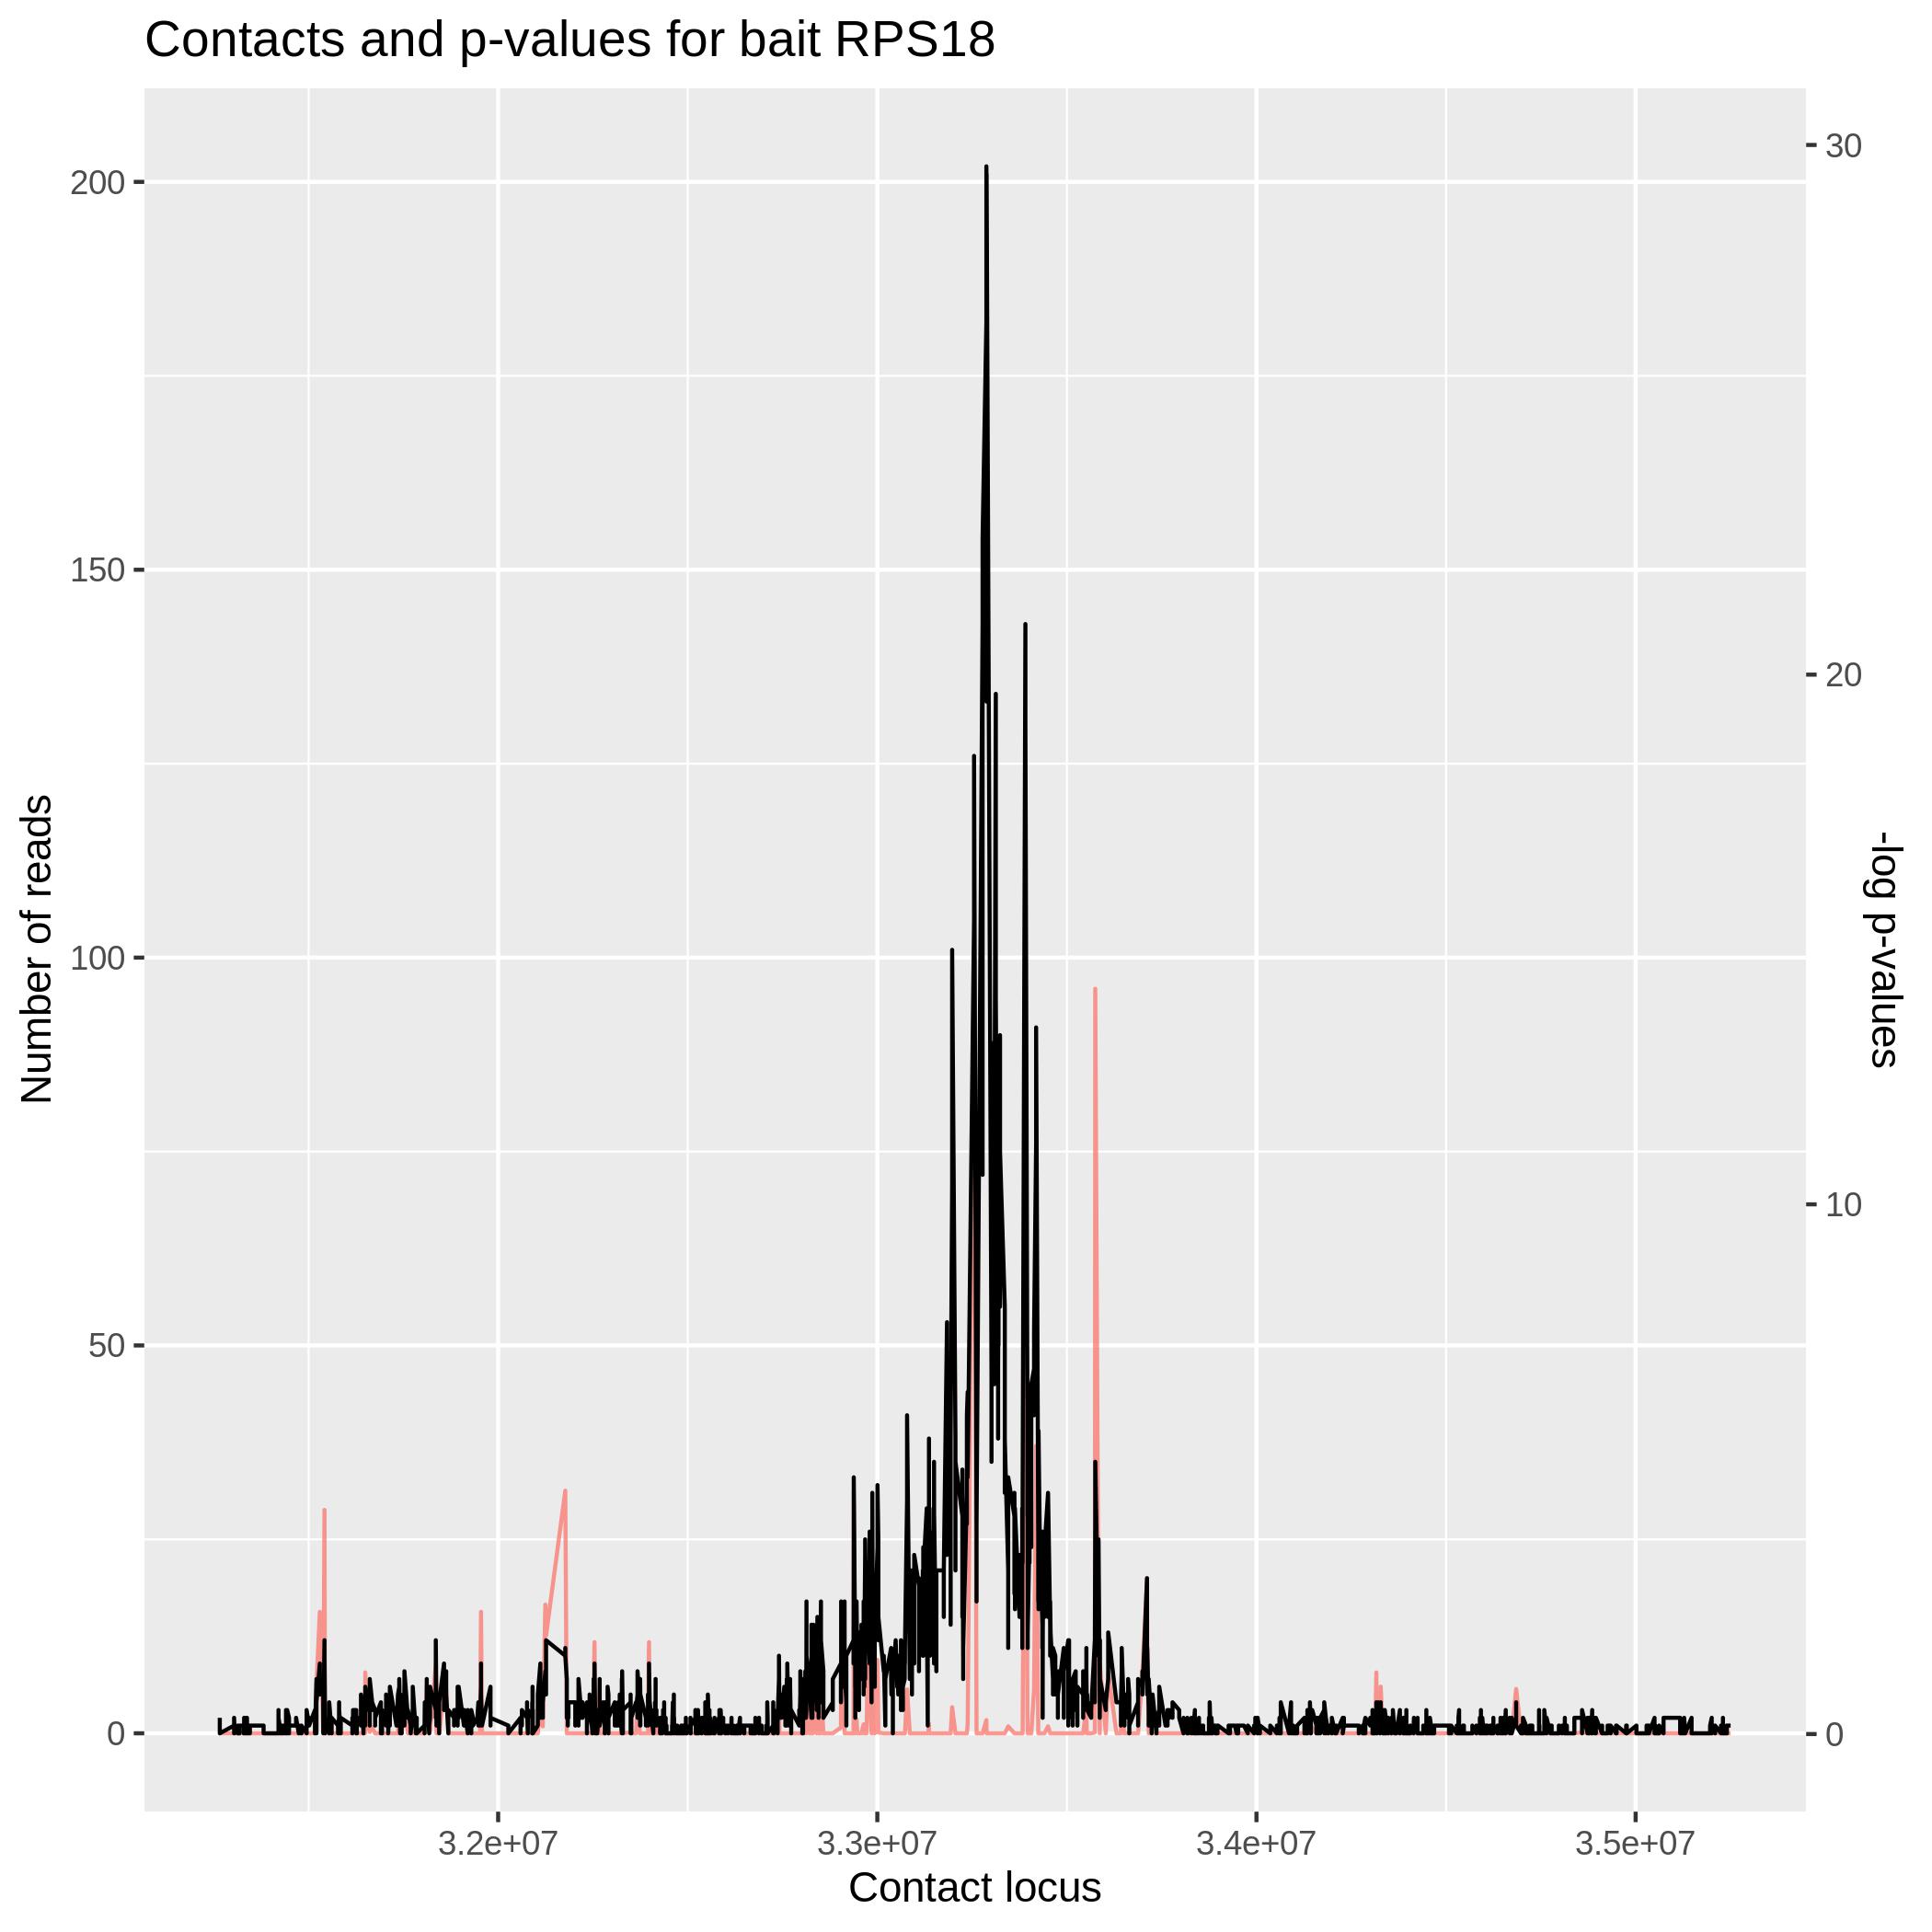 Contacts and p-values for bait RPS18
200
150
100
50
0
30
20
10
0
Number of reads
-log p-values
3.2e+07
3.3e+07
3.4e+07
3.5e+07
Contact locus